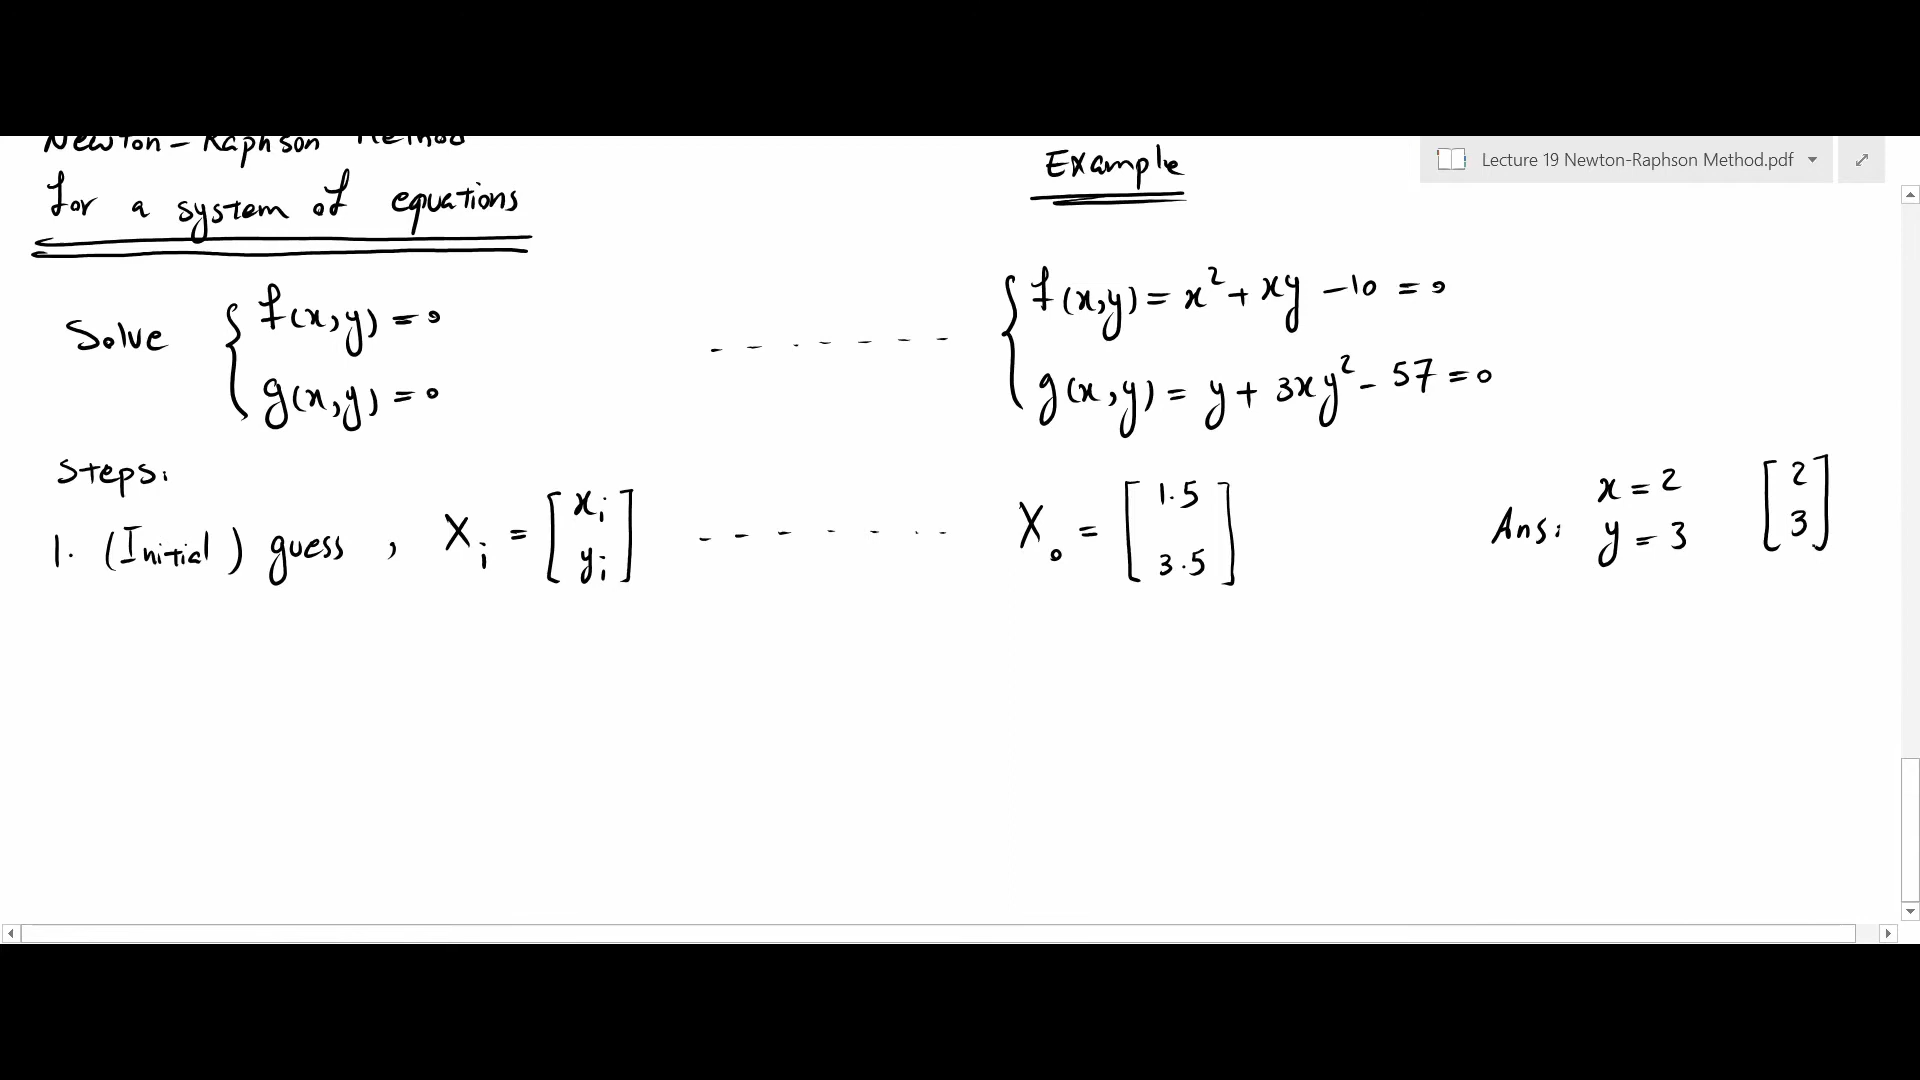 Newton-Raphson Method
for a system of equations
Solve { f(x,y) = 0
g(x,y) = 0
Steps:
1. (Initial) guess , Xᵢ = [xᵢ
yᵢ]
Example
Lecture 19 Newton-Raphson Method.pdf
{ f(x,y) = x² + xy - 10 = 0
g(x,y) = y + 3xy² - 57 = 0
X₀ = [1.5
3.5]
Ans: x = 2
y = 3
[2
3]